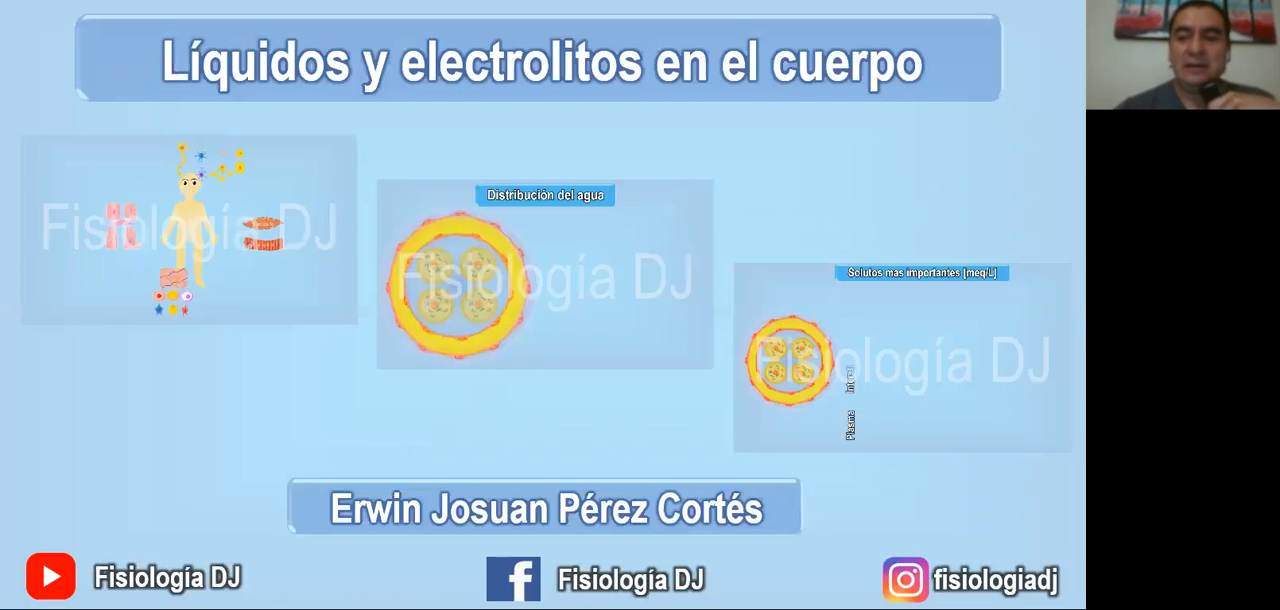 Líquidos y electrolitos en el cuerpo
Fisiología DJ
Distribución del agua
Fisiología DJ
Solutos mas importantes [meq/L]
Fisiología DJ
Plasma
Erwin Josuan Pérez Cortés
Fisiología DJ
Fisiología DJ
fisiologiadj